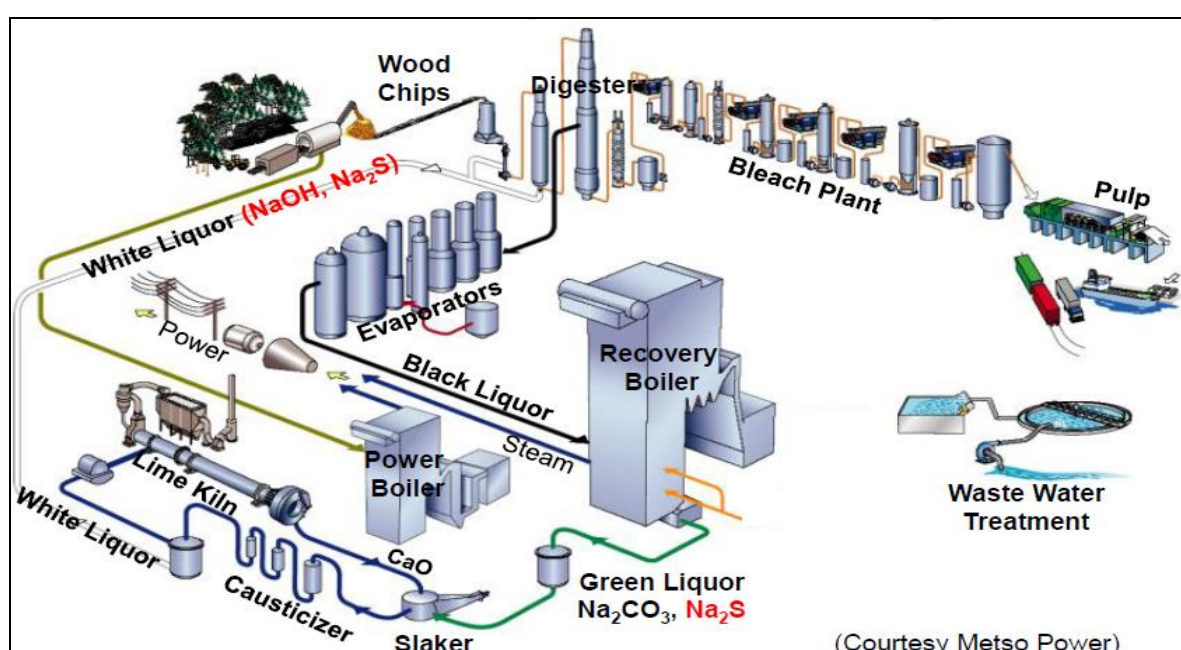 Wood
Chips
Digester
Bleach Plant
Pulp
White Liquor (NaOH, Na₂S)
Evaporators
Power
Recovery
Boiler
Black Liquor
Steam
Power
Boiler
Lime Kiln
White Liquor
CaO
Causticizer
Slaker
Green Liquor
Na₂CO₃, Na₂S
Waste Water
Treatment
(Courtesy Metso Power)